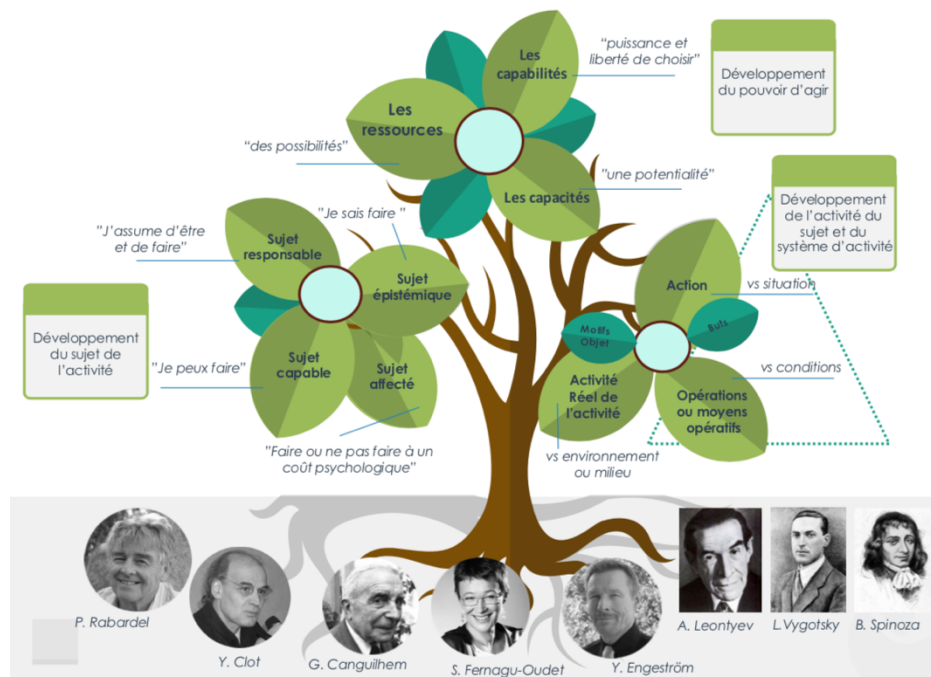 "puissance et
liberté de choisir"
Les
capabilités
Développement
du pouvoir d'agir
Les
ressources
"des possibilités"
"une potentialité"
Les capacités
"Je sais faire "
"J'assume d'être
et de faire"
Sujet
responsable
Sujet
épistémique
Développement
de l'activité du
sujet et du
système d'activité
Action
vs situation
Motifs
Objet
Buts
Développement
du sujet de
l'activité
"Je peux faire"
Sujet
capable
Sujet
affecté
Activité
Réel de
l'activité
vs conditions
Opérations
ou moyens
opératifs
"Faire ou ne pas faire à un
coût psychologique"
vs environnement
ou milieu
P. Rabardel
Y. Clot
G. Canguilhem
S. Fernagu-Oudet
Y. Engeström
A. Leontyev
L.Vygotsky
B. Spinoza